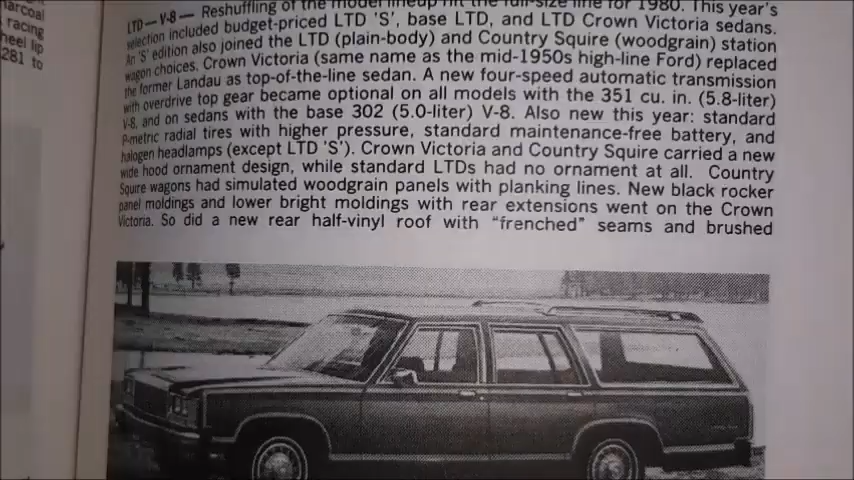 arcoal
racing
heel lip
281 to
LTD — V-8 — Reshuffling of the model lineup hit the full-size line for 1980. This year's
selection included budget-priced LTD 'S', base LTD, and LTD Crown Victoria sedans.
An 'S' edition also joined the LTD (plain-body) and Country Squire (woodgrain) station
wagon choices. Crown Victoria (same name as the mid-1950s high-line Ford) replaced
the former Landau as top-of-the-line sedan. A new four-speed automatic transmission
with overdrive top gear became optional on all models with the 351 cu. in. (5.8-liter)
V-8, and on sedans with the base 302 (5.0-liter) V-8. Also new this year: standard
P-metric radial tires with higher pressure, standard maintenance-free battery, and
halogen headlamps (except LTD 'S'). Crown Victoria and Country Squire carried a new
wide hood ornament design, while standard LTDs had no ornament at all. Country
Squire wagons had simulated woodgrain panels with planking lines. New black rocker
panel moldings and lower bright moldings with rear extensions went on the Crown
Victoria. So did a new rear half-vinyl roof with “frenched” seams and brushed